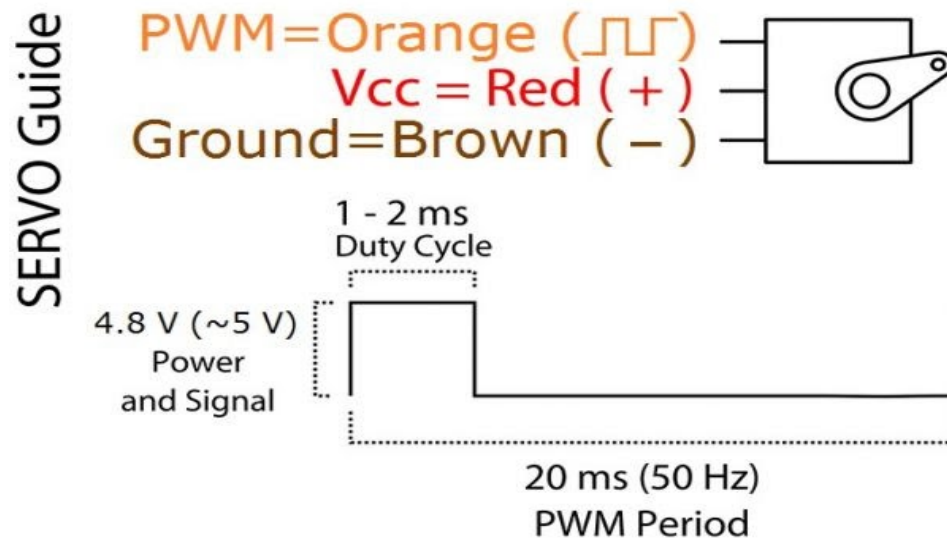 SERVO Guide
PWM=Orange (⎍⎍)
Vcc = Red ( + )
Ground=Brown ( − )
1 - 2 ms
Duty Cycle
4.8 V (~5 V)
Power
and Signal
20 ms (50 Hz)
PWM Period